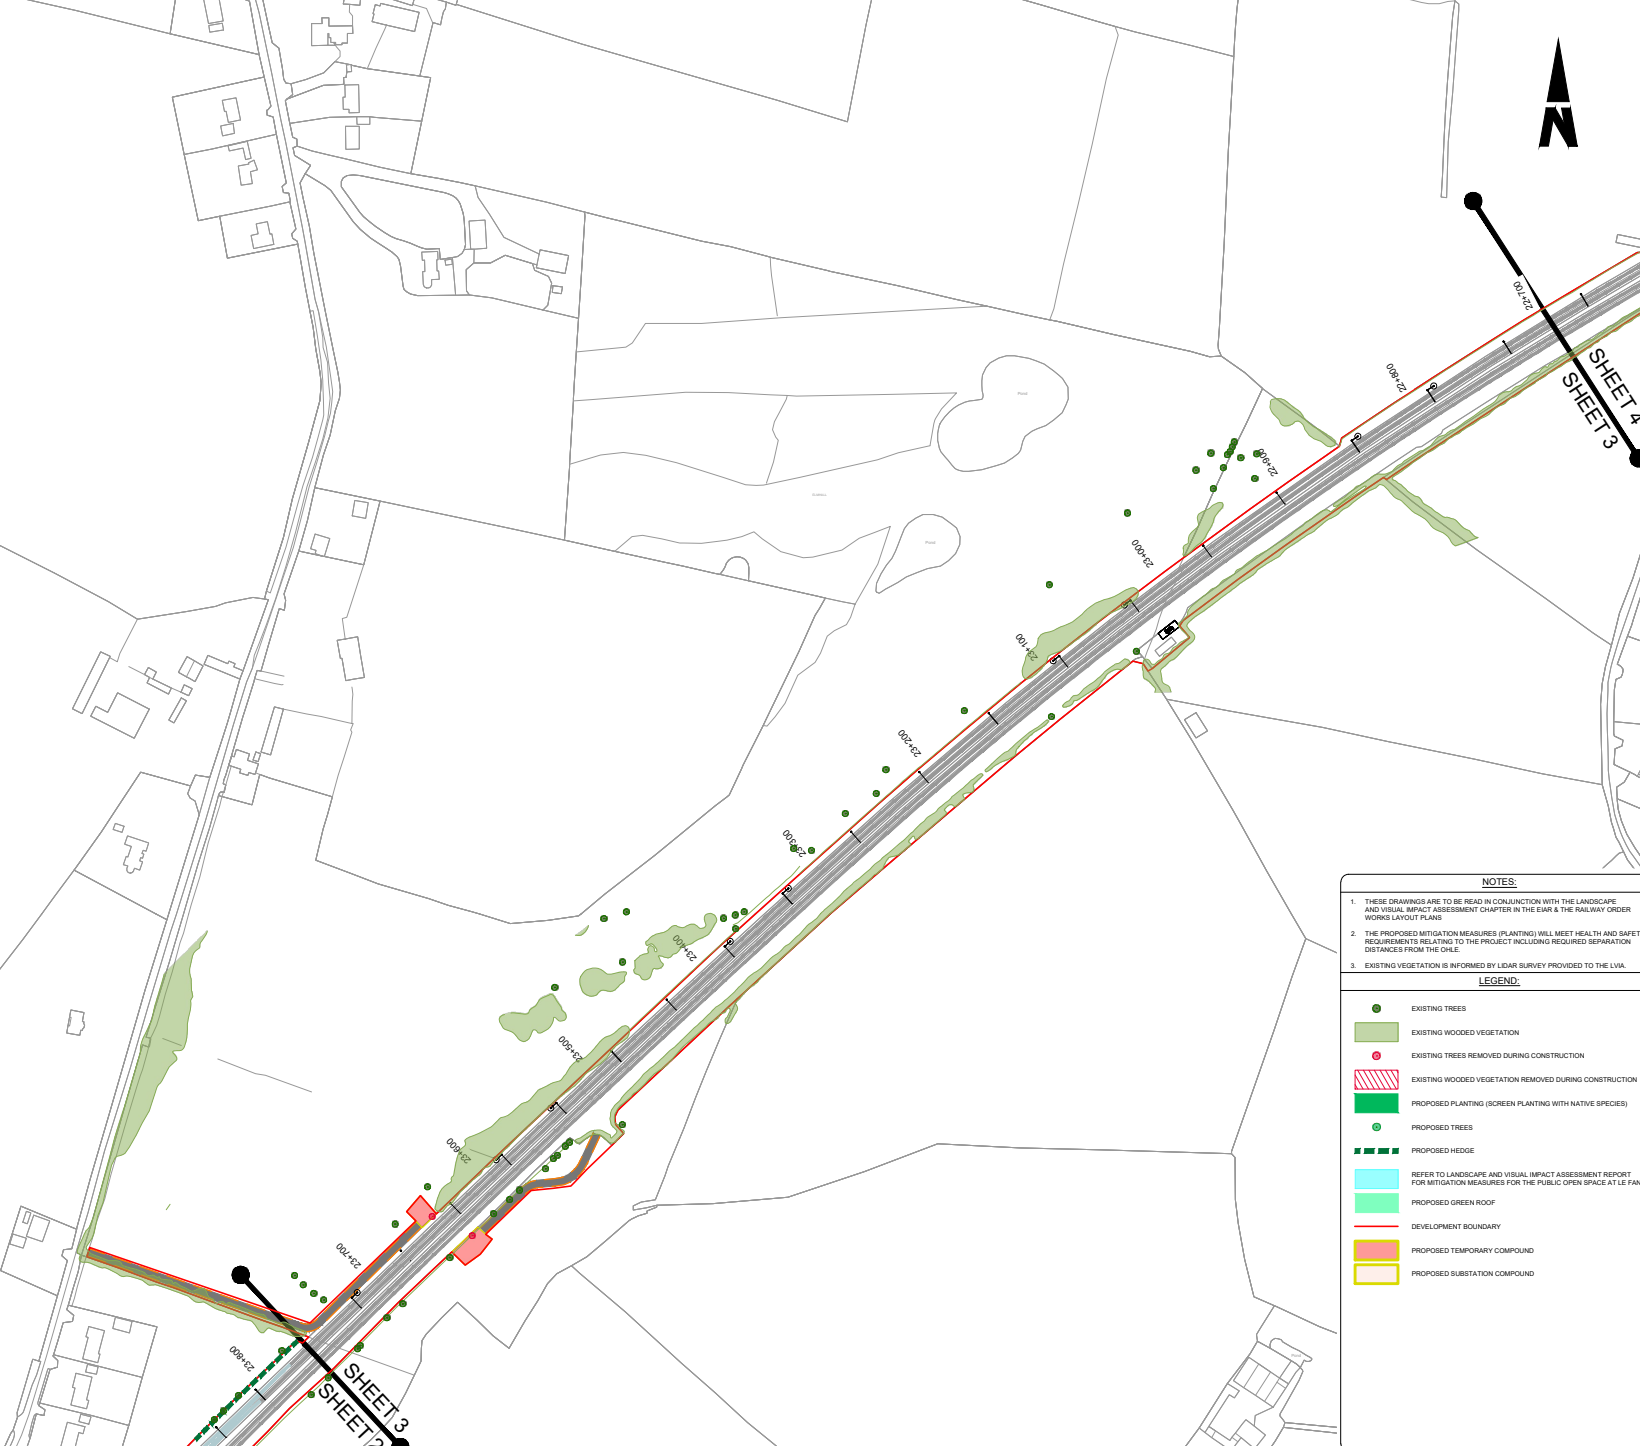 N
22+700
SHEET 4
SHEET 3
22+800
Pond
22+900
Pond
23+000
23+100
23+200
23+300
23+400
23+500
23+600
23+700
23+800
SHEET 3
SHEET 2
Pond
NOTES:
1. THESE DRAWINGS ARE TO BE READ IN CONJUNCTION WITH THE LANDSCAPE
AND VISUAL IMPACT ASSESSMENT CHAPTER IN THE EIAR & THE RAILWAY ORDER
WORKS LAYOUT PLANS
2. THE PROPOSED MITIGATION MEASURES (PLANTING) WILL MEET HEALTH AND SAFET
REQUIREMENTS RELATING TO THE PROJECT INCLUDING REQUIRED SEPARATION
DISTANCES FROM THE OHLE.
3. EXISTING VEGETATION IS INFORMED BY LIDAR SURVEY PROVIDED TO THE LVIA.
LEGEND:
EXISTING TREES
EXISTING WOODED VEGETATION
EXISTING TREES REMOVED DURING CONSTRUCTION
EXISTING WOODED VEGETATION REMOVED DURING CONSTRUCTION
PROPOSED PLANTING (SCREEN PLANTING WITH NATIVE SPECIES)
PROPOSED TREES
PROPOSED HEDGE
REFER TO LANDSCAPE AND VISUAL IMPACT ASSESSMENT REPORT
FOR MITIGATION MEASURES FOR THE PUBLIC OPEN SPACE AT LE FAN
PROPOSED GREEN ROOF
DEVELOPMENT BOUNDARY
PROPOSED TEMPORARY COMPOUND
PROPOSED SUBSTATION COMPOUND